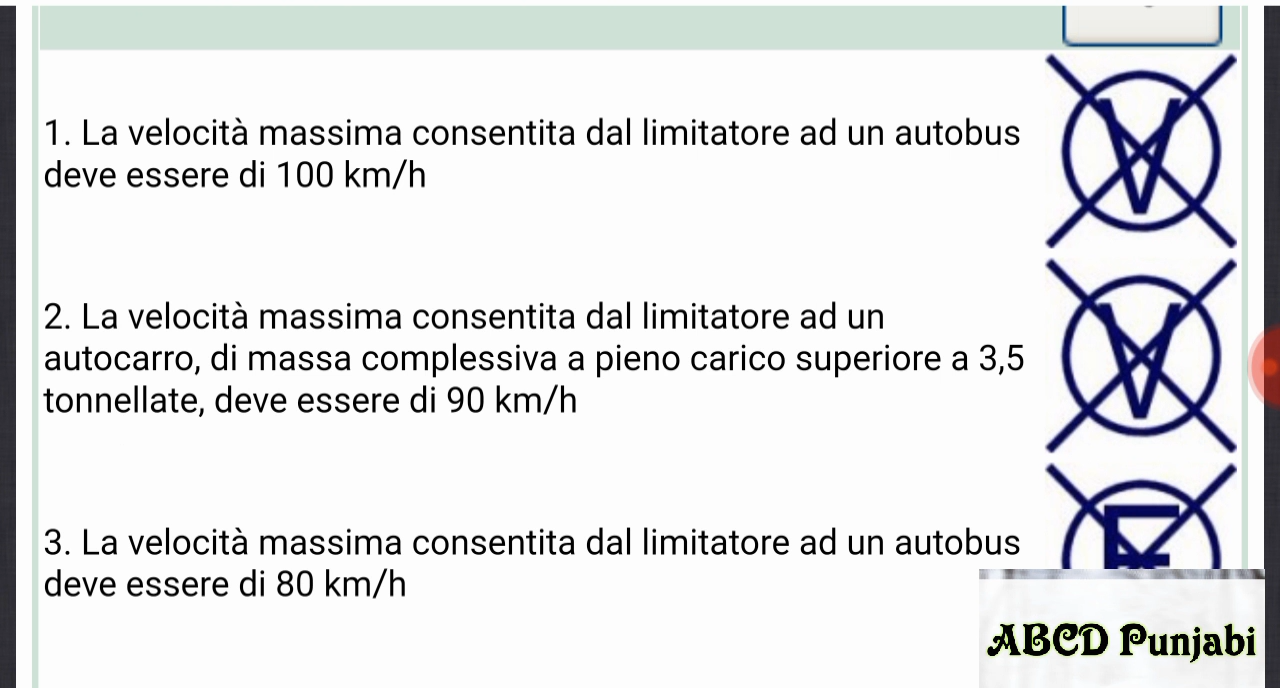 1. La velocità massima consentita dal limitatore ad un autobus
deve essere di 100 km/h
V
2. La velocità massima consentita dal limitatore ad un
autocarro, di massa complessiva a pieno carico superiore a 3,5
tonnellate, deve essere di 90 km/h
V
3. La velocità massima consentita dal limitatore ad un autobus
deve essere di 80 km/h
F
ABCD Punjabi